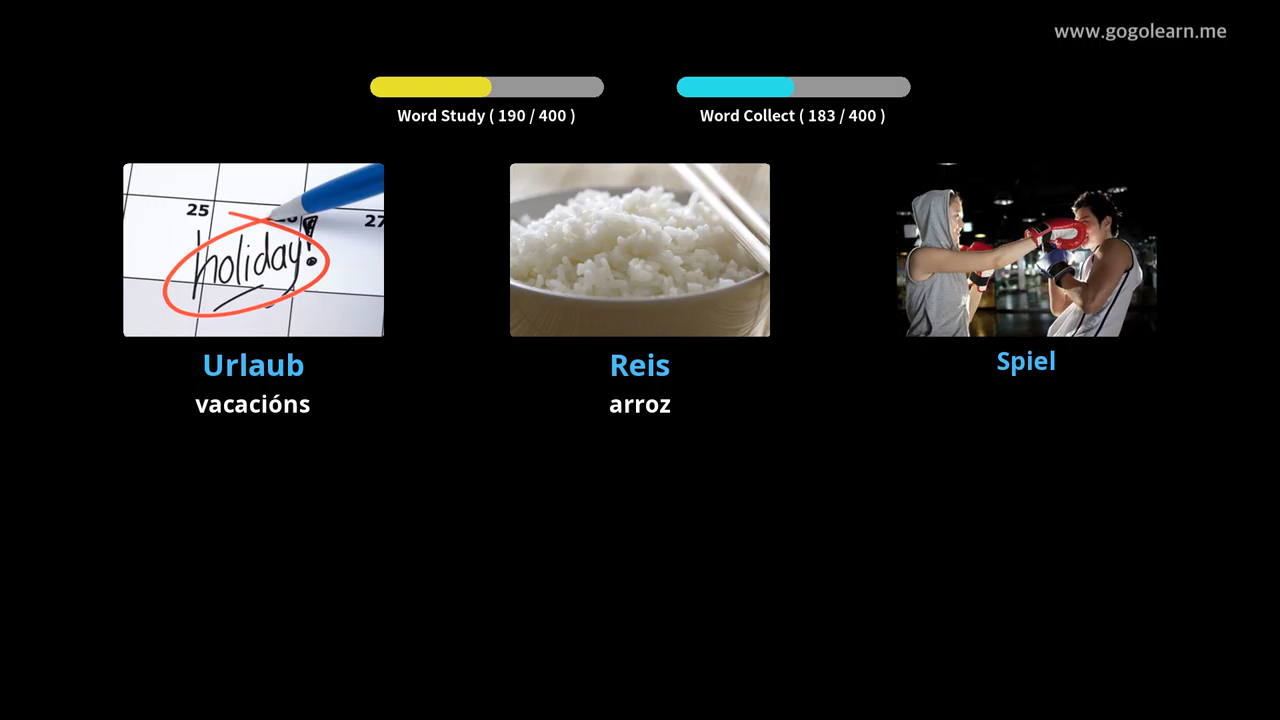 www.gogolearn.me
Word Study ( 190 / 400 )
Word Collect ( 183 / 400 )
25
27
holiday!
Urlaub
Reis
Spiel
vacacións
arroz